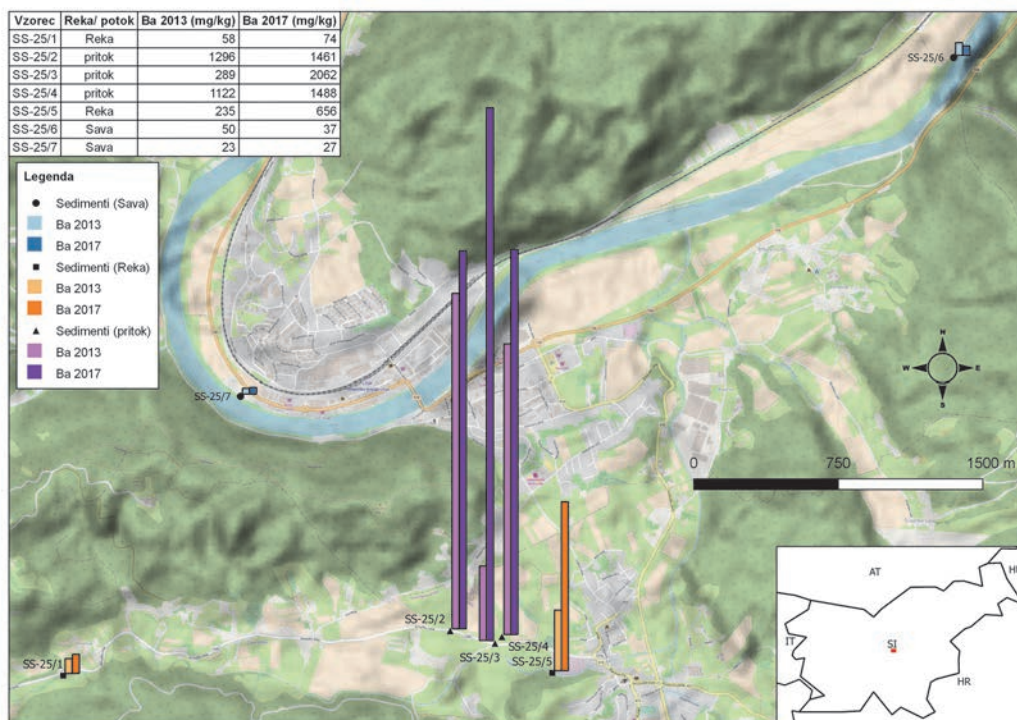 Vzorec Reka/ potok Ba 2013 (mg/kg) Ba 2017 (mg/kg)
SS-25/1 Reka 58 74
SS-25/2 pritok 1296 1461
SS-25/3 pritok 289 2062
SS-25/4 pritok 1122 1488
SS-25/5 Reka 235 656
SS-25/6 Sava 50 37
SS-25/7 Sava 23 27
Legenda
Sedimenti (Sava)
Ba 2013
Ba 2017
Sedimenti (Reka)
Ba 2013
Ba 2017
Sedimenti (pritok)
Ba 2013
Ba 2017
SS-25/6
SS-25/7
N
W E
S
0 750 1500 m
SS-25/2
SS-25/4
SS-25/3
SS-25/1
SS-25/5
AT
HU
IT
SI
HR